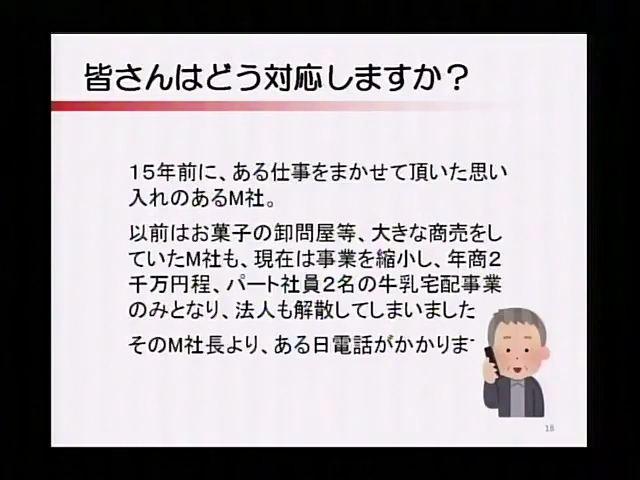 皆さんはどう対応しますか？
１５年前に、ある仕事をまかせて頂いた思い
入れのあるM社。
以前はお菓子の卸問屋等、大きな商売をし
ていたM社も、現在は事業を縮小し、年商２
千万円程、パート社員２名の牛乳宅配事業
のみとなり、法人も解散してしまいました
そのM社長より、ある日電話がかかりま
18